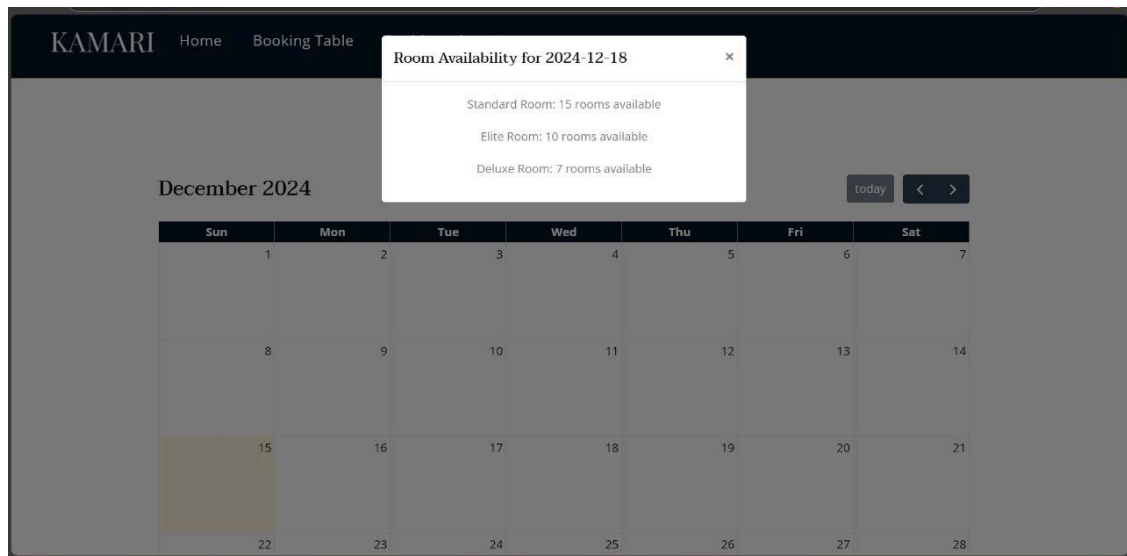 KAMARI Home Booking Table
Room Availability for 2024-12-18 ×
Standard Room: 15 rooms available
Elite Room: 10 rooms available
Deluxe Room: 7 rooms available
December 2024
today < >
Sun Mon Tue Wed Thu Fri Sat
1 2 3 4 5 6 7
8 9 10 11 12 13 14
15 16 17 18 19 20 21
22 23 24 25 26 27 28